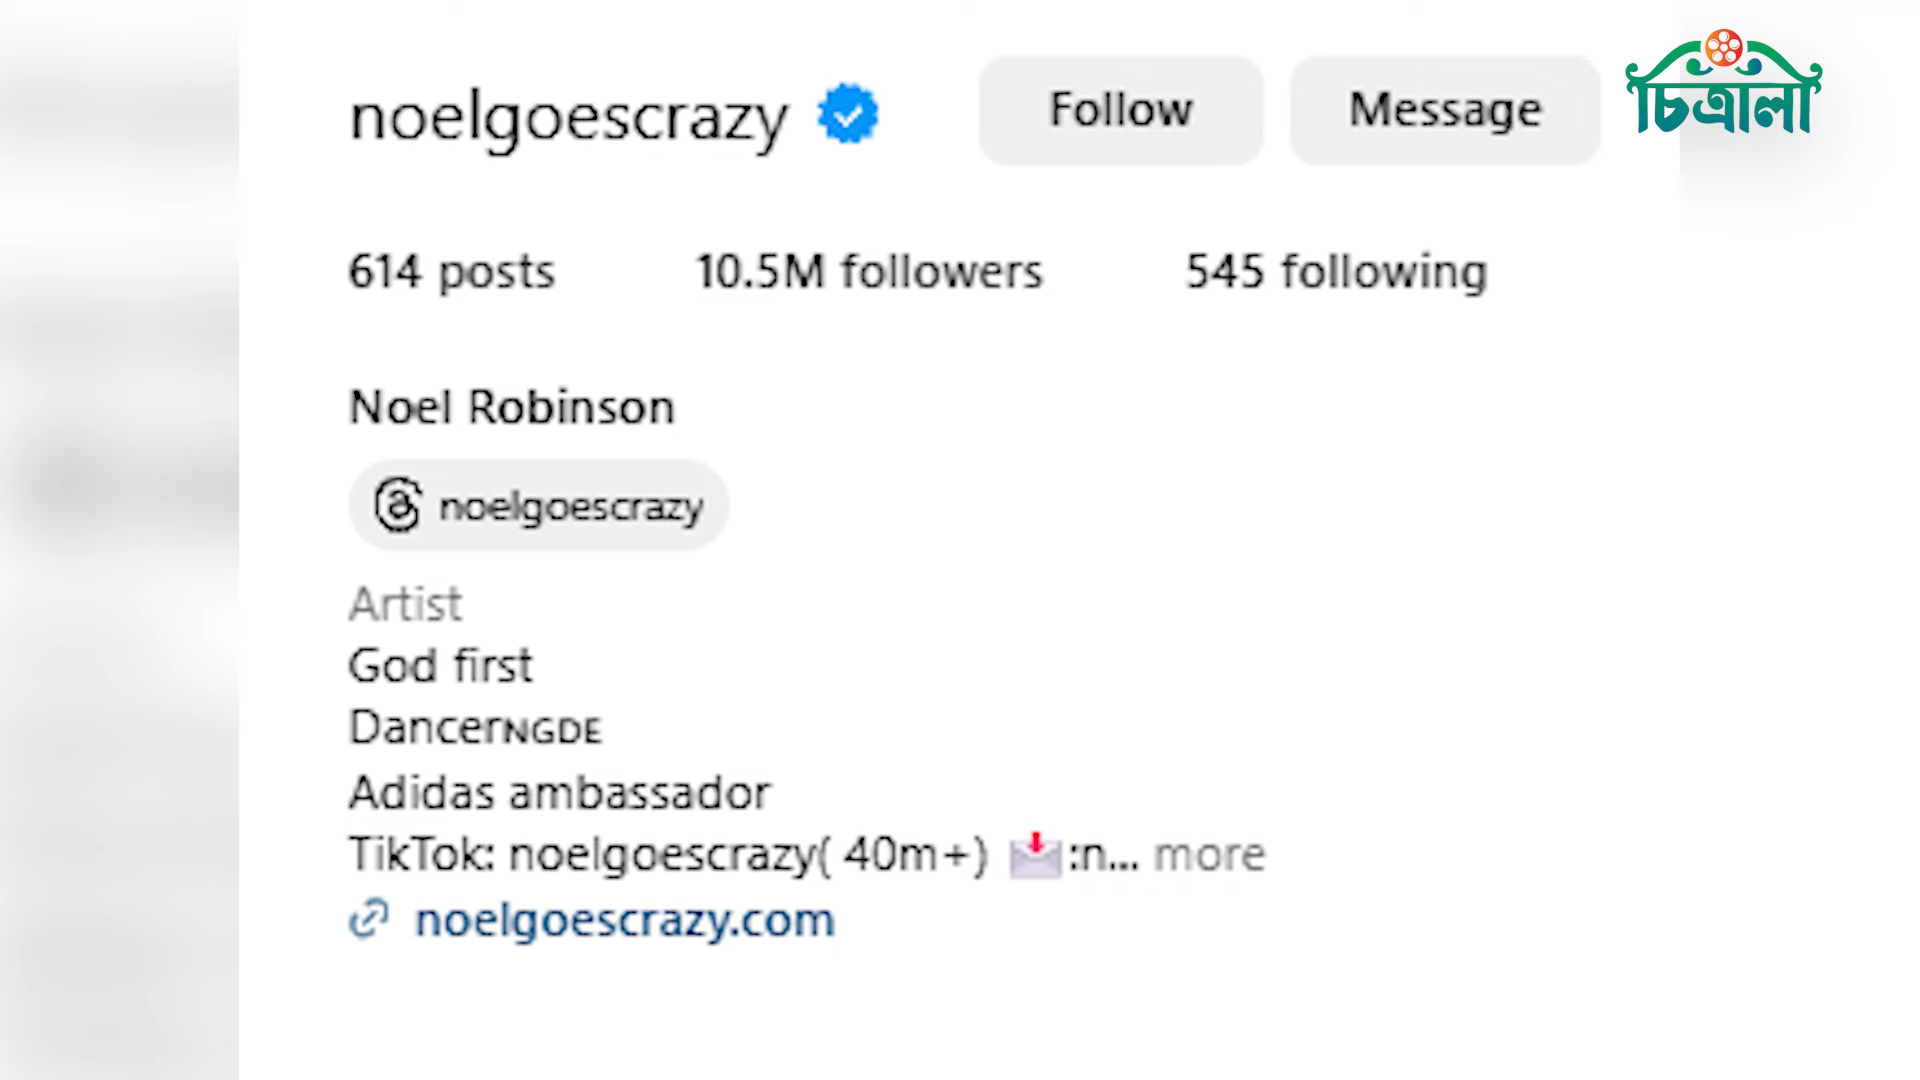 noelgoescrazy Follow Message
চিত্রালী
614 posts 10.5M followers 545 following
Noel Robinson
noelgoescrazy
Artist
God first
DancerɴɢDE
Adidas ambassador
TikTok: noelgoescrazy( 40m+) 📩:n... more
noelgoescrazy.com